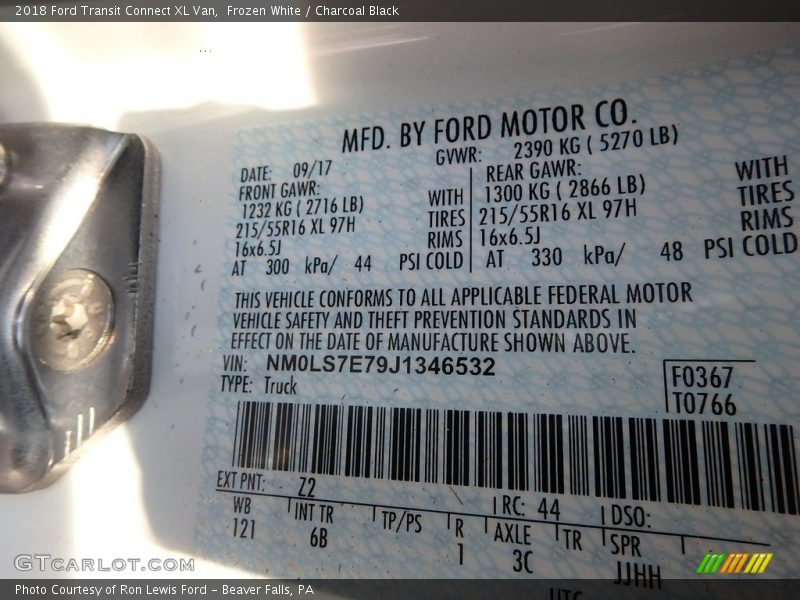 2018 Ford Transit Connect XL Van, Frozen White / Charcoal Black
MFD. BY FORD MOTOR CO.
DATE: 09/17 GVWR: 2390 KG ( 5270 LB)
FRONT GAWR: REAR GAWR:
1232 KG ( 2716 LB) WITH 1300 KG ( 2866 LB) WITH
215/55R16 XL 97H TIRES 215/55R16 XL 97H TIRES
16x6.5J RIMS 16x6.5J RIMS
AT 300 kPa/ 44 PSI COLD AT 330 kPa/ 48 PSI COLD
THIS VEHICLE CONFORMS TO ALL APPLICABLE FEDERAL MOTOR
VEHICLE SAFETY AND THEFT PREVENTION STANDARDS IN
EFFECT ON THE DATE OF MANUFACTURE SHOWN ABOVE.
VIN: NM0LS7E79J1346532
TYPE: Truck
F0367
T0766
EXT PNT: Z2 RC: 44 DSO:
WB INT TR TP/PS R AXLE TR SPR
121 6B 1 3C JJHH
GTCARLOT.COM
Photo Courtesy of Ron Lewis Ford - Beaver Falls, PA